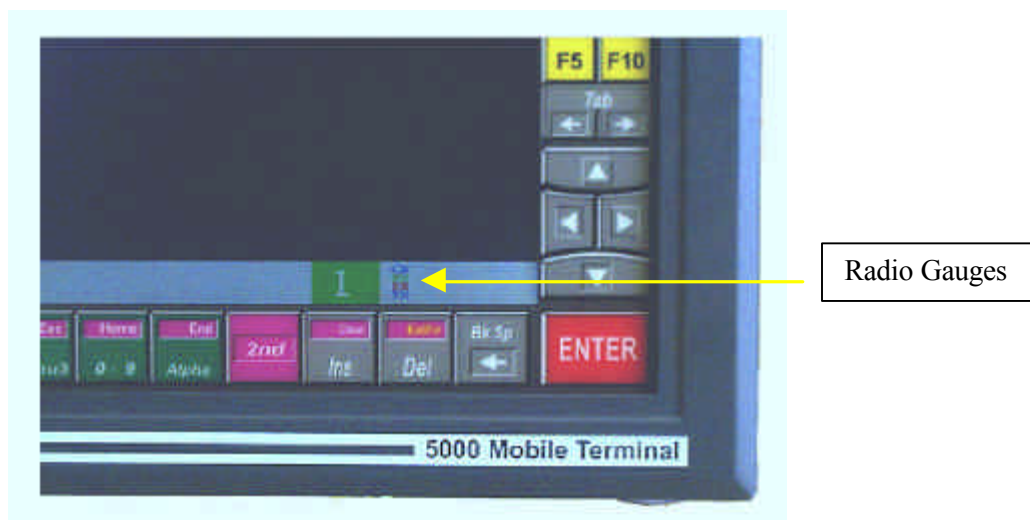 F5 F10
Tab
Radio Gauges
1
Home End
2nd
0 - 9 Alpha
Ins Del
Bk Sp
ENTER
5000 Mobile Terminal